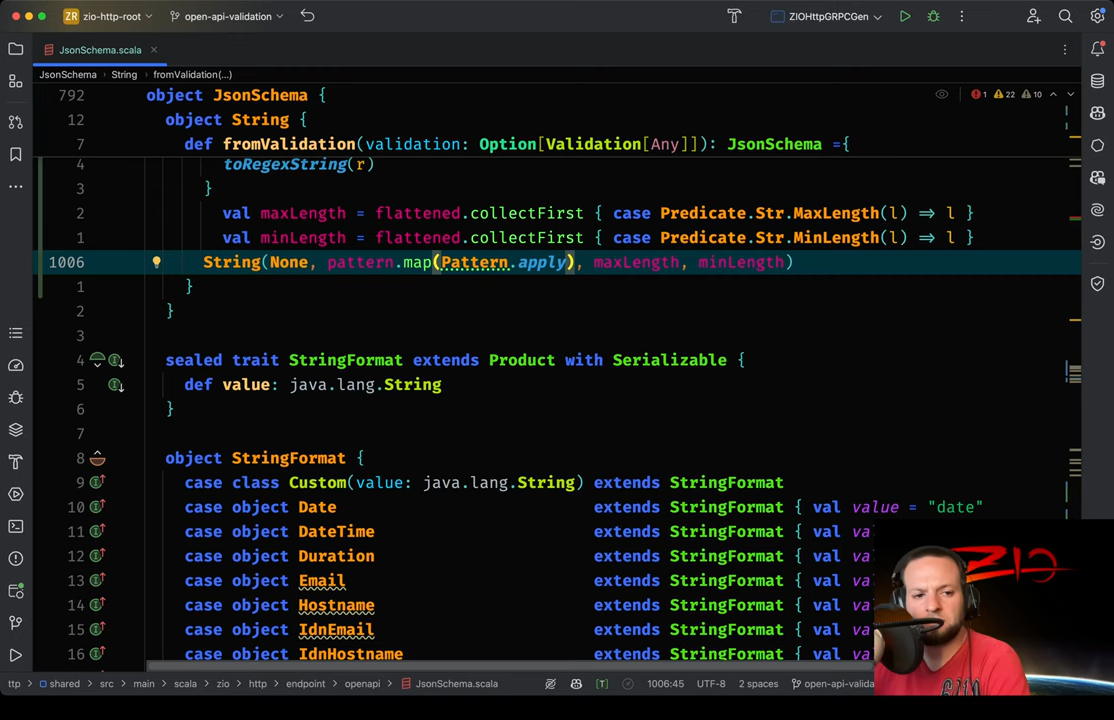 ZR zio-http-root open-api-validation ZIOHttpGRPCGen
JsonSchema.scala
JsonSchema String fromValidation(...)
792 object JsonSchema { 1 22 10
12 object String {
7 def fromValidation(validation: Option[Validation[Any]]): JsonSchema ={
4 toRegexString(r)
3 }
2 val maxLength = flattened.collectFirst { case Predicate.Str.MaxLength(l) ⇒ l }
1 val minLength = flattened.collectFirst { case Predicate.Str.MinLength(l) ⇒ l }
1006 String(None, pattern.map(Pattern.apply), maxLength, minLength)
1 }
2 }
3
4 sealed trait StringFormat extends Product with Serializable {
5 def value: java.lang.String
6 }
7
8 object StringFormat {
9 case class Custom(value: java.lang.String) extends StringFormat
10 case object Date extends StringFormat { val value = "date"
11 case object DateTime extends StringFormat { val va
12 case object Duration extends StringFormat { val va
13 case object Email extends StringFormat { val va
14 case object Hostname extends StringFormat { val va
15 case object IdnEmail extends StringFormat { val va
16 case object IdnHostname extends StringFormat { val va
ZIO
ttp shared src main scala zio http endpoint openapi JsonSchema.scala [T] 1006:45 UTF-8 2 spaces open-api-valida